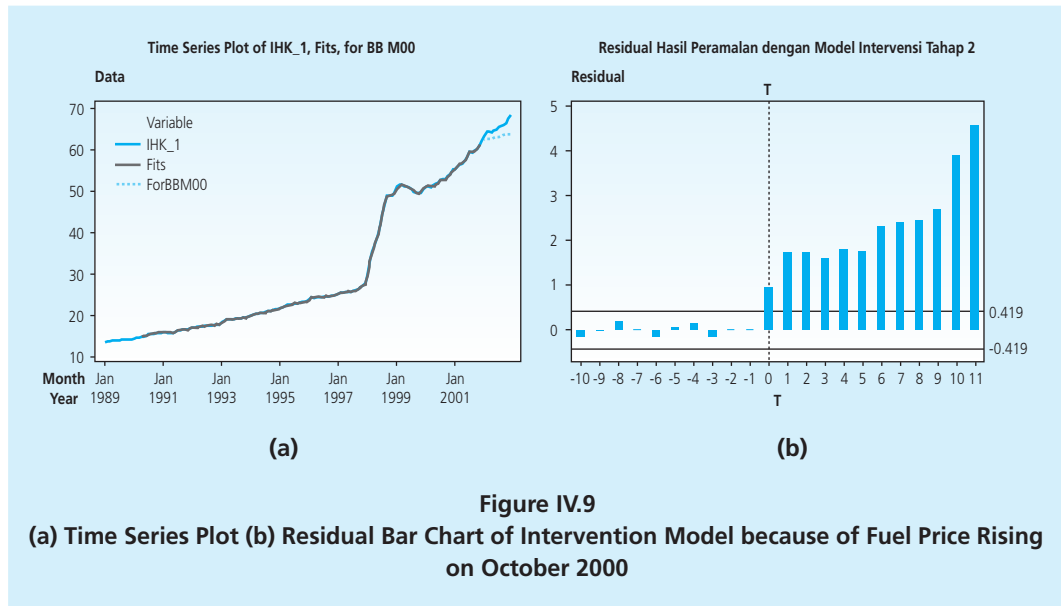 Time Series Plot of IHK_1, Fits, for BB M00
Data
70
60
50
40
30
20
10
Variable
IHK_1
Fits
ForBBM00
Month Jan Jan Jan Jan Jan Jan Jan
Year 1989 1991 1993 1995 1997 1999 2001
(a)
Residual Hasil Peramalan dengan Model Intervensi Tahap 2
Residual
T
5
4
3
2
1
0
0.419
-0.419
-10 -9 -8 -7 -6 -5 -4 -3 -2 -1 0 1 2 3 4 5 6 7 8 9 10 11
T
(b)
Figure IV.9
(a) Time Series Plot (b) Residual Bar Chart of Intervention Model because of Fuel Price Rising
on October 2000